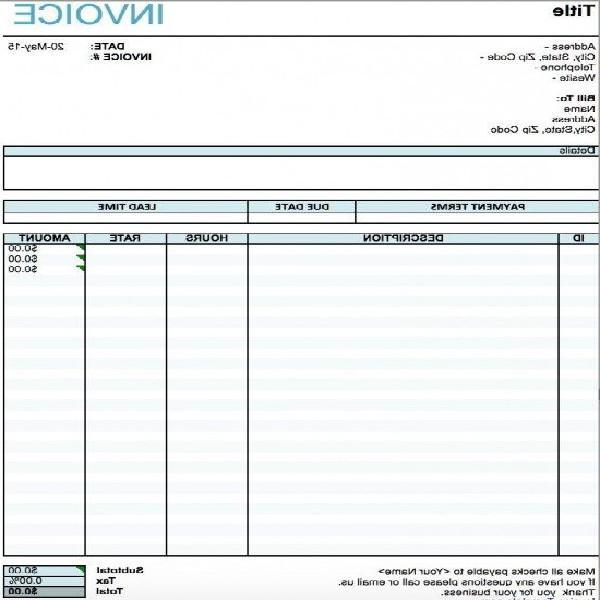 Title INVOICE
Address - DATE: 20-May-15
City, State, Zip Code - INVOICE #:
Telephone -
Wesite -
Bill To:
Name
Address
City,State, Zip Code
Details
PAYMENT TERMS DUE DATE LEAD TIME
ID DESCRIPTION HOURS RATE AMOUNT
$0.00
$0.00
$0.00
Make all checks payable to <Your Name> Subtotal $0.00
If you have any questions please call or email us. Tax 0.00%
Thank you for your business. Total $0.00